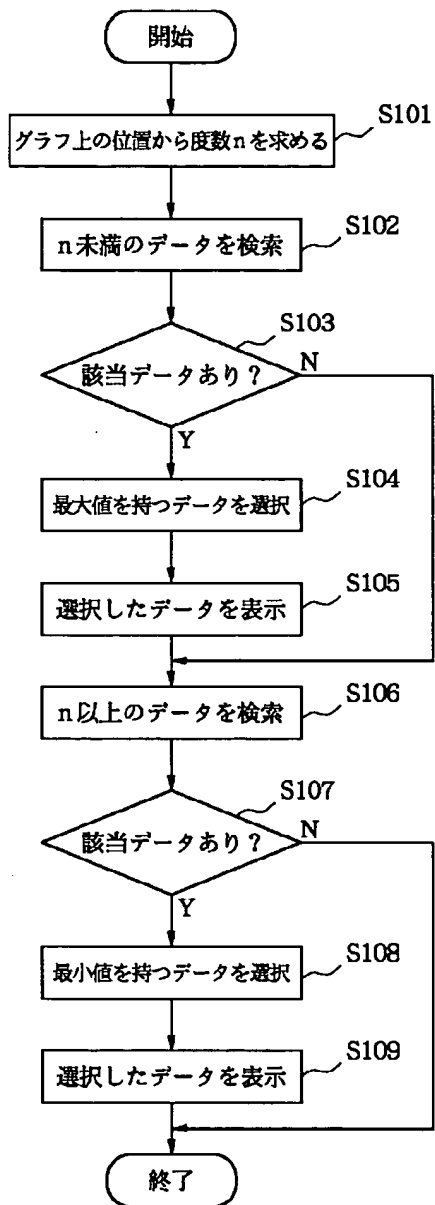 開始
S101
グラフ上の位置から度数nを求める
S102
n未満のデータを検索
S103
該当データあり?
N
Y
S104
最大値を持つデータを選択
S105
選択したデータを表示
S106
n以上のデータを検索
S107
該当データあり?
N
Y
S108
最小値を持つデータを選択
S109
選択したデータを表示
終了